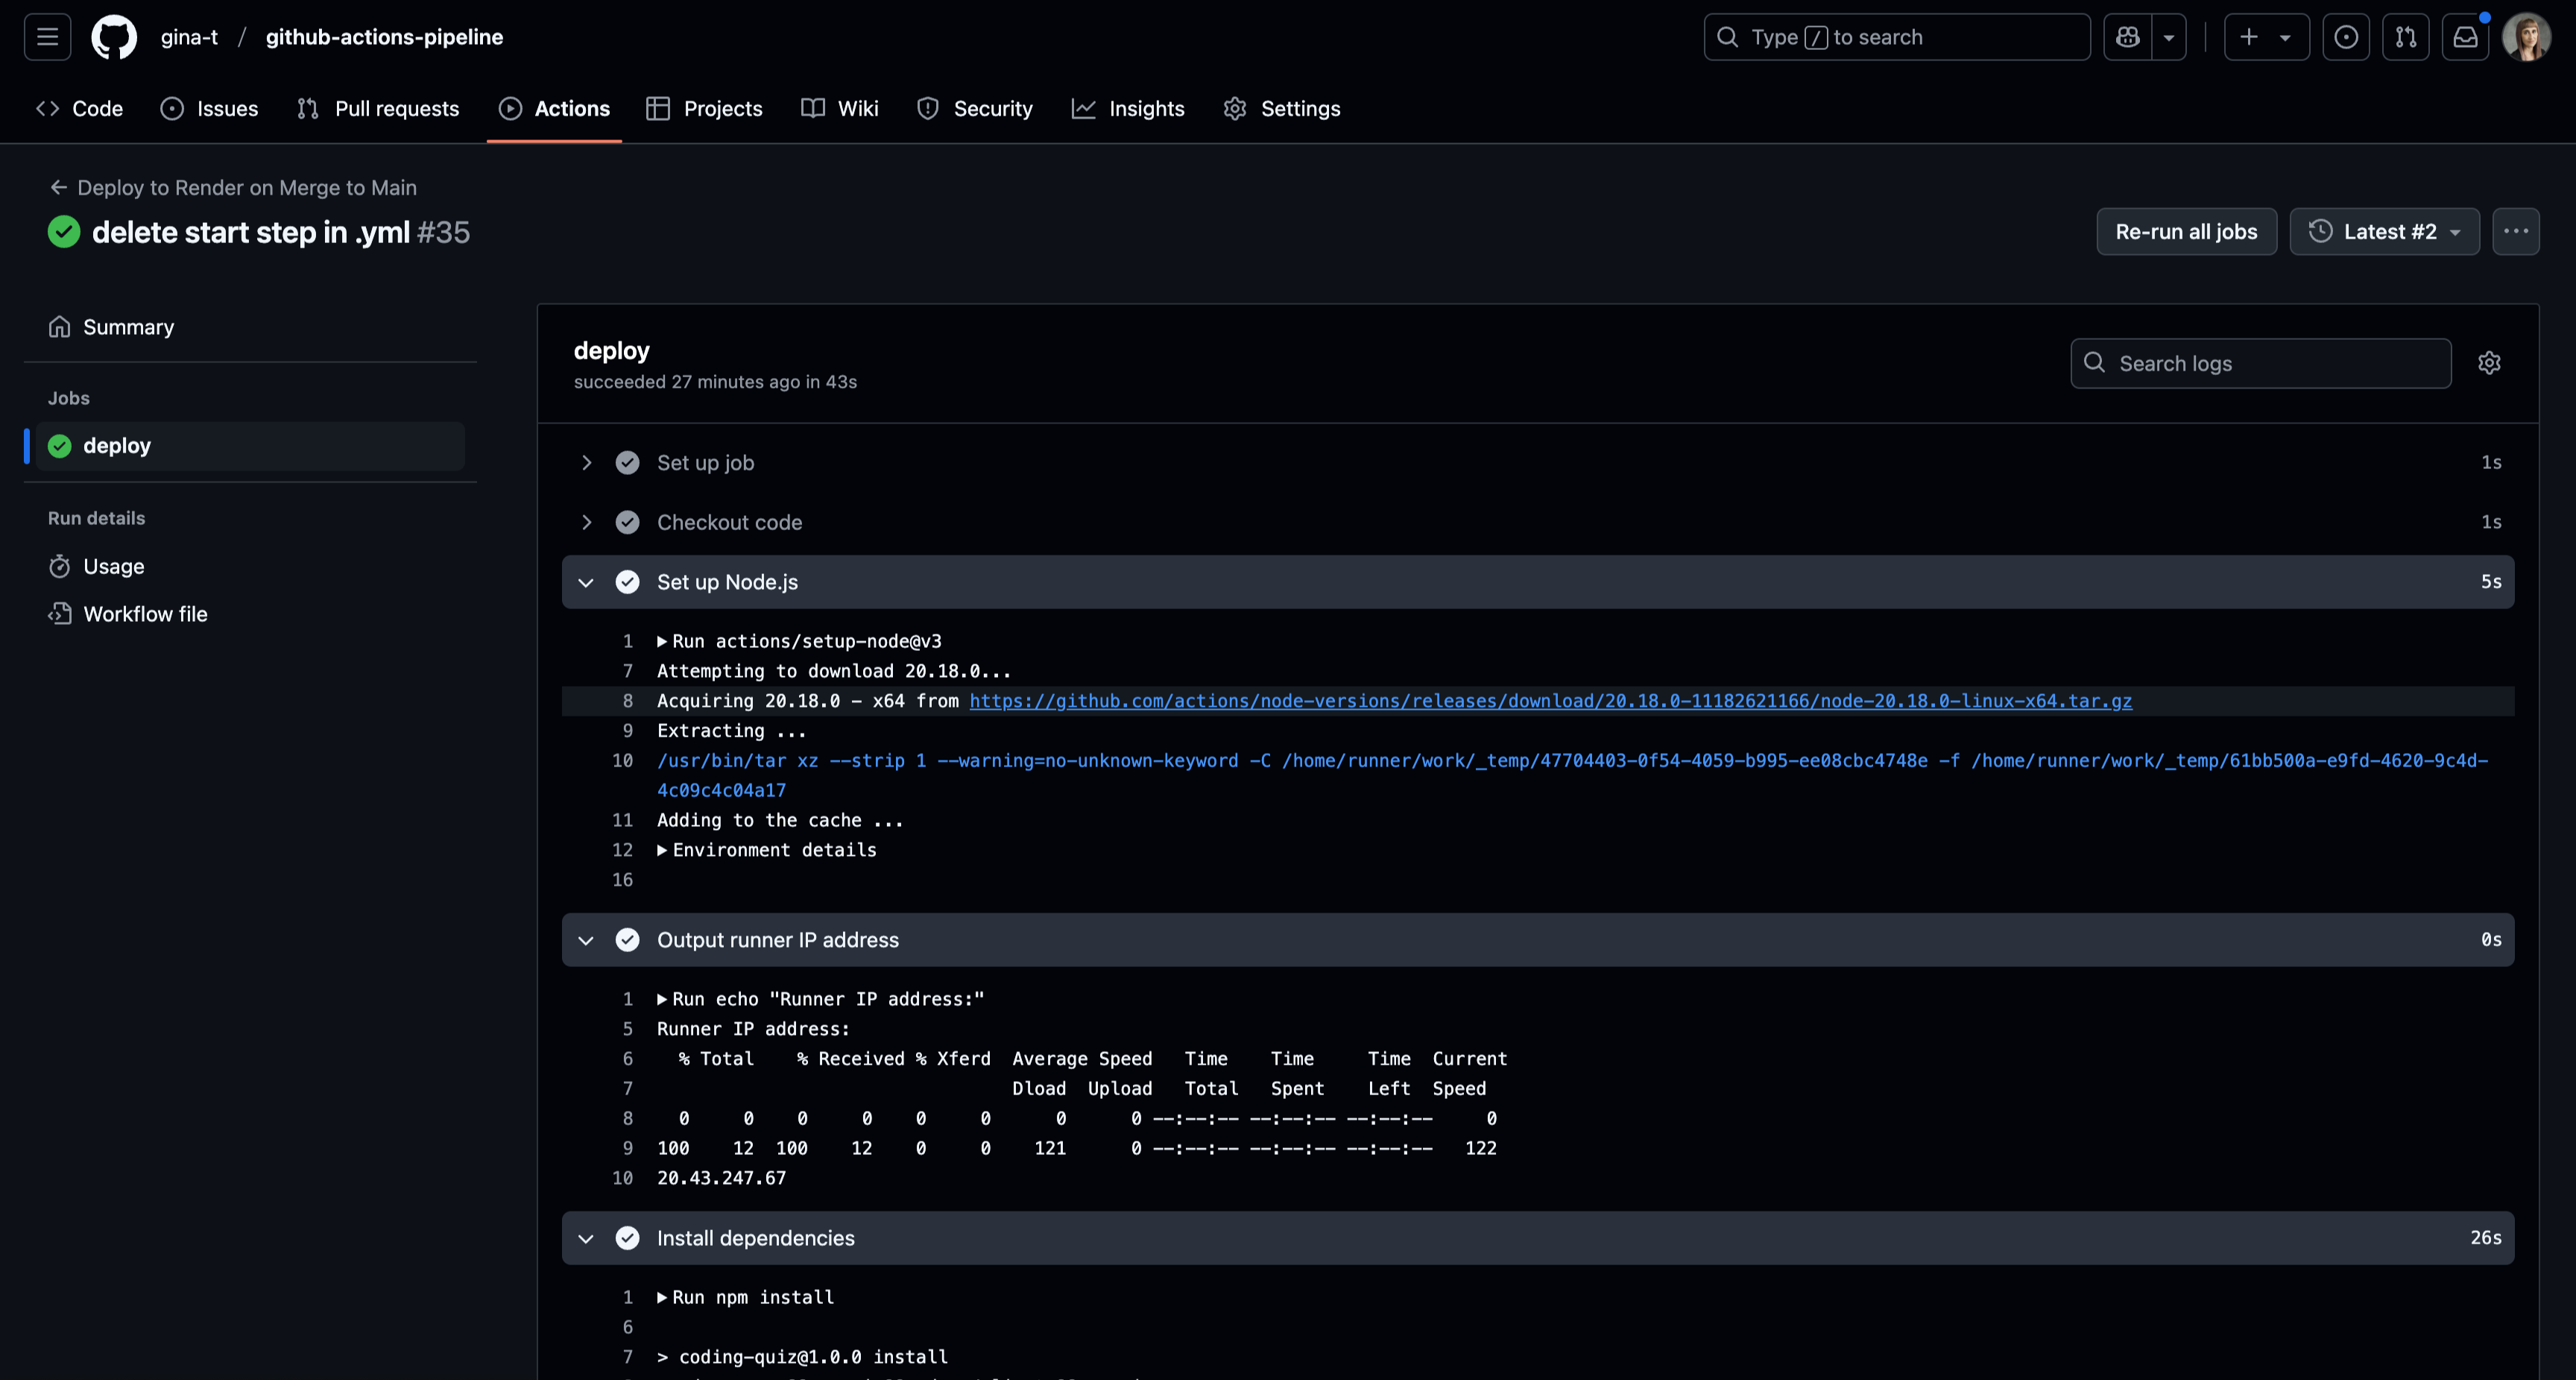 gina-t / github-actions-pipeline
Type / to search
Code Issues Pull requests Actions Projects Wiki Security Insights Settings
Deploy to Render on Merge to Main
delete start step in .yml #35
Re-run all jobs
Latest #2
Summary
Jobs
deploy
Run details
Usage
Workflow file
deploy
succeeded 27 minutes ago in 43s
Search logs
Set up job 1s
Checkout code 1s
Set up Node.js 5s
1 Run actions/setup-node@v3
7 Attempting to download 20.18.0...
8 Acquiring 20.18.0 - x64 from https://github.com/actions/node-versions/releases/download/20.18.0-11182621166/node-20.18.0-linux-x64.tar.gz
9 Extracting ...
10 /usr/bin/tar xz --strip 1 --warning=no-unknown-keyword -C /home/runner/work/_temp/47704403-0f54-4059-b995-ee08cbc4748e -f /home/runner/work/_temp/61bb500a-e9fd-4620-9c4d-
4c09c4c04a17
11 Adding to the cache ...
12 Environment details
16
Output runner IP address 0s
1 Run echo "Runner IP address:"
5 Runner IP address:
6 % Total % Received % Xferd Average Speed Time Time Time Current
7 Dload Upload Total Spent Left Speed
8 0 0 0 0 0 0 0 0 --:--:-- --:--:-- --:--:-- 0
9 100 12 100 12 0 0 121 0 --:--:-- --:--:-- --:--:-- 122
10 20.43.247.67
Install dependencies 26s
1 Run npm install
6
7 > coding-quiz@1.0.0 install